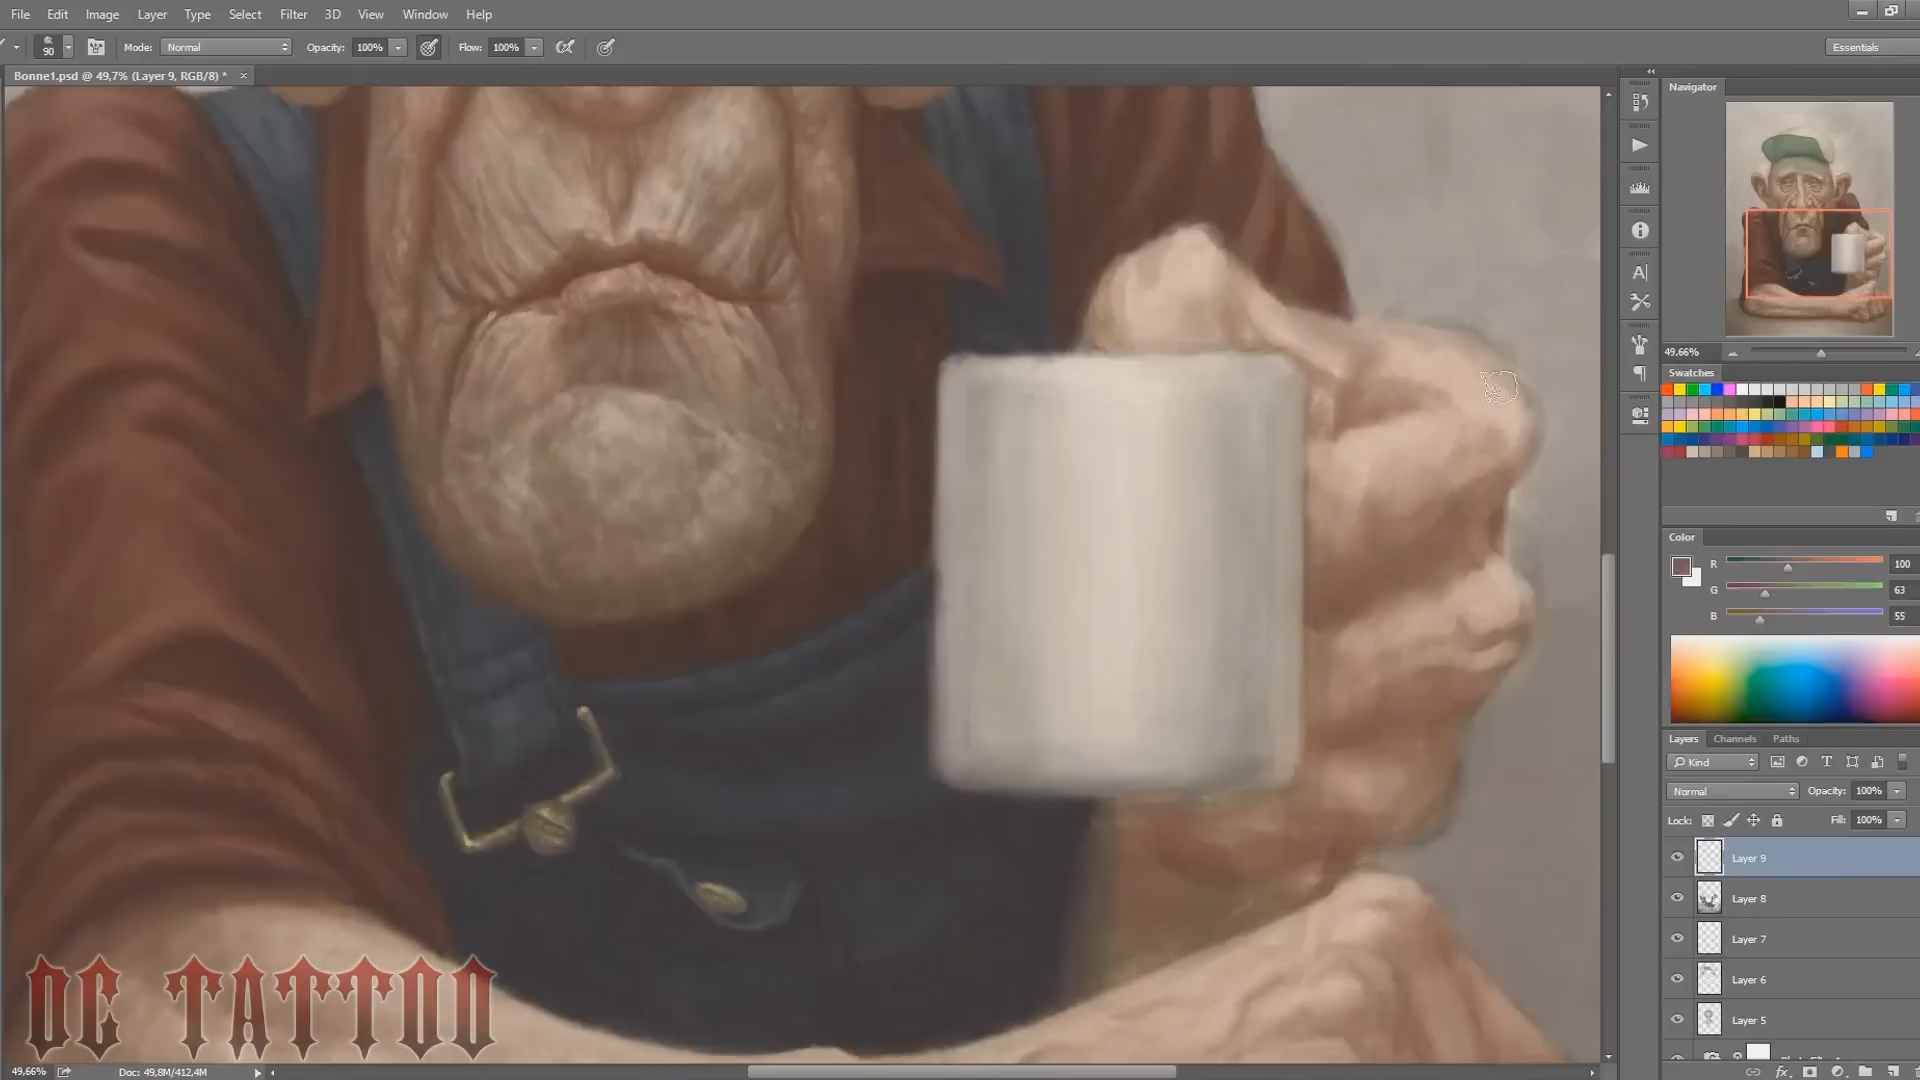 File Edit Image Layer Type Select Filter 3D View Window Help
90 Mode: Normal Opacity: 100% Flow: 100% Essentials
Bonne1.psd @ 49,7% (Layer 9, RGB/8) * ×
Navigator
49,66%
Swatches
Color
R 100
G 63
B 55
Layers Channels Paths
Kind
Normal Opacity: 100%
Lock: Fill: 100%
Layer 9
Layer 8
Layer 7
Layer 6
Layer 5
DE TATTOO
49,66% Doc: 49,8M/412,4M